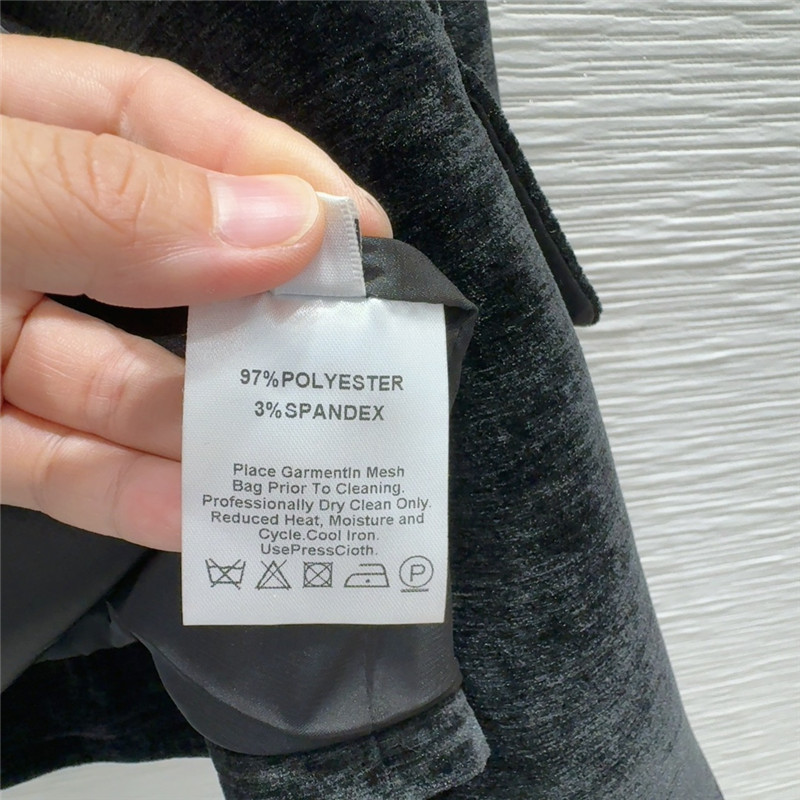 97%POLYESTER
3%SPANDEX
Place GarmentIn Mesh
Bag Prior To Cleaning.
Professionally Dry Clean Only.
Reduced Heat, Moisture and
Cycle.Cool Iron.
UsePressCloth.
P